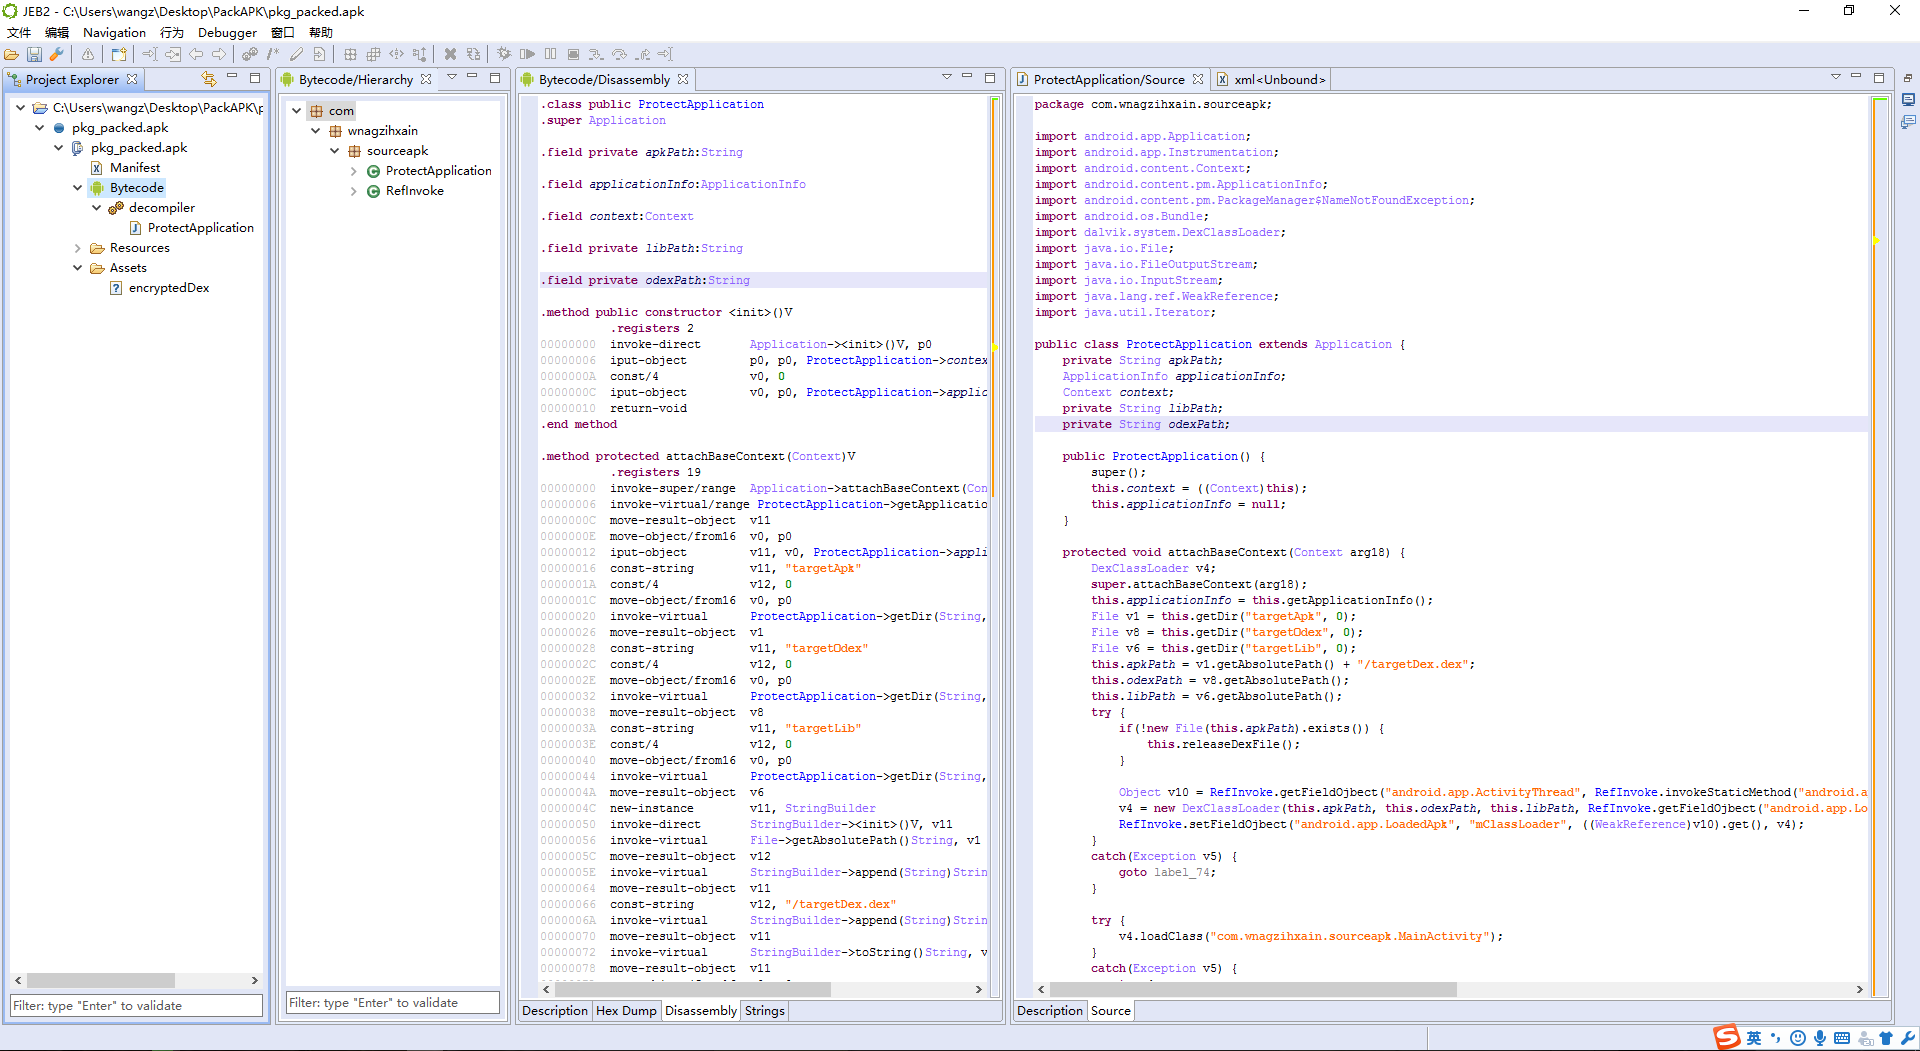 JEB2 - C:\Users\wangz\Desktop\PackAPK\pkg_packed.apk
文件 编辑 Navigation 行为 Debugger 窗口 帮助
Project Explorer
C:\Users\wangz\Desktop\PackAPK\p
pkg_packed.apk
pkg_packed.apk
Manifest
Bytecode
decompiler
ProtectApplication
Resources
Assets
encryptedDex
Filter: type "Enter" to validate
Bytecode/Hierarchy
com
wnagzihxain
sourceapk
ProtectApplication
RefInvoke
Filter: type "Enter" to validate
Bytecode/Disassembly
.class public ProtectApplication
.super Application
.field private apkPath:String
.field applicationInfo:ApplicationInfo
.field context:Context
.field private libPath:String
.field private odexPath:String
.method public constructor <init>()V
.registers 2
00000000 invoke-direct Application-><init>()V, p0
00000006 iput-object p0, p0, ProtectApplication->contex
0000000A const/4 v0, 0
0000000C iput-object v0, p0, ProtectApplication->applic
00000010 return-void
.end method
.method protected attachBaseContext(Context)V
.registers 19
00000000 invoke-super/range Application->attachBaseContext(Con
00000006 invoke-virtual/range ProtectApplication->getApplicatio
0000000C move-result-object v11
0000000E move-object/from16 v0, p0
00000012 iput-object v11, v0, ProtectApplication->appli
00000016 const-string v11, "targetApk"
0000001A const/4 v12, 0
0000001C move-object/from16 v0, p0
00000020 invoke-virtual ProtectApplication->getDir(String,
00000026 move-result-object v1
00000028 const-string v11, "targetOdex"
0000002C const/4 v12, 0
0000002E move-object/from16 v0, p0
00000032 invoke-virtual ProtectApplication->getDir(String,
00000038 move-result-object v8
0000003A const-string v11, "targetLib"
0000003E const/4 v12, 0
00000040 move-object/from16 v0, p0
00000044 invoke-virtual ProtectApplication->getDir(String,
0000004A move-result-object v6
0000004C new-instance v11, StringBuilder
00000050 invoke-direct StringBuilder-><init>()V, v11
00000056 invoke-virtual File->getAbsolutePath()String, v1
0000005C move-result-object v12
0000005E invoke-virtual StringBuilder->append(String)Strin
00000064 move-result-object v11
00000066 const-string v12, "/targetDex.dex"
0000006A invoke-virtual StringBuilder->append(String)Strin
00000070 move-result-object v11
00000072 invoke-virtual StringBuilder->toString()String, v
00000078 move-result-object v11
Description Hex Dump Disassembly Strings
ProtectApplication/Source xml<Unbound>
package com.wnagzihxain.sourceapk;
import android.app.Application;
import android.app.Instrumentation;
import android.content.Context;
import android.content.pm.ApplicationInfo;
import android.content.pm.PackageManager$NameNotFoundException;
import android.os.Bundle;
import dalvik.system.DexClassLoader;
import java.io.File;
import java.io.FileOutputStream;
import java.io.InputStream;
import java.lang.ref.WeakReference;
import java.util.Iterator;
public class ProtectApplication extends Application {
private String apkPath;
ApplicationInfo applicationInfo;
Context context;
private String libPath;
private String odexPath;
public ProtectApplication() {
super();
this.context = ((Context)this);
this.applicationInfo = null;
}
protected void attachBaseContext(Context arg18) {
DexClassLoader v4;
super.attachBaseContext(arg18);
this.applicationInfo = this.getApplicationInfo();
File v1 = this.getDir("targetApk", 0);
File v8 = this.getDir("targetOdex", 0);
File v6 = this.getDir("targetLib", 0);
this.apkPath = v1.getAbsolutePath() + "/targetDex.dex";
this.odexPath = v8.getAbsolutePath();
this.libPath = v6.getAbsolutePath();
try {
if(!new File(this.apkPath).exists()) {
this.releaseDexFile();
}
Object v10 = RefInvoke.getFieldOjbect("android.app.ActivityThread", RefInvoke.invokeStaticMethod("android.a
v4 = new DexClassLoader(this.apkPath, this.odexPath, this.libPath, RefInvoke.getFieldOjbect("android.app.Lo
RefInvoke.setFieldOjbect("android.app.LoadedApk", "mClassLoader", ((WeakReference)v10).get(), v4);
}
catch(Exception v5) {
goto label_74;
}
try {
v4.loadClass("com.wnagzihxain.sourceapk.MainActivity");
}
catch(Exception v5) {
Description Source
英